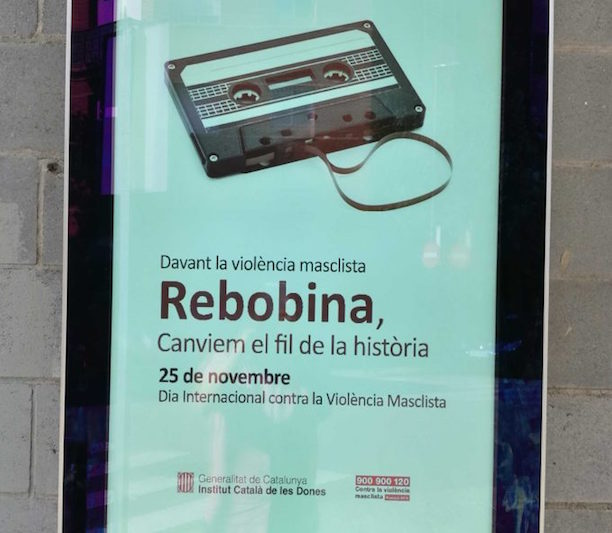 Davant la violència masclista
Rebobina,
Canviem el fil de la història
25 de novembre
Dia Internacional contra la Violència Masclista
Generalitat de Catalunya
Institut Català de les Dones
900 900 120
Contra la violència
masclista